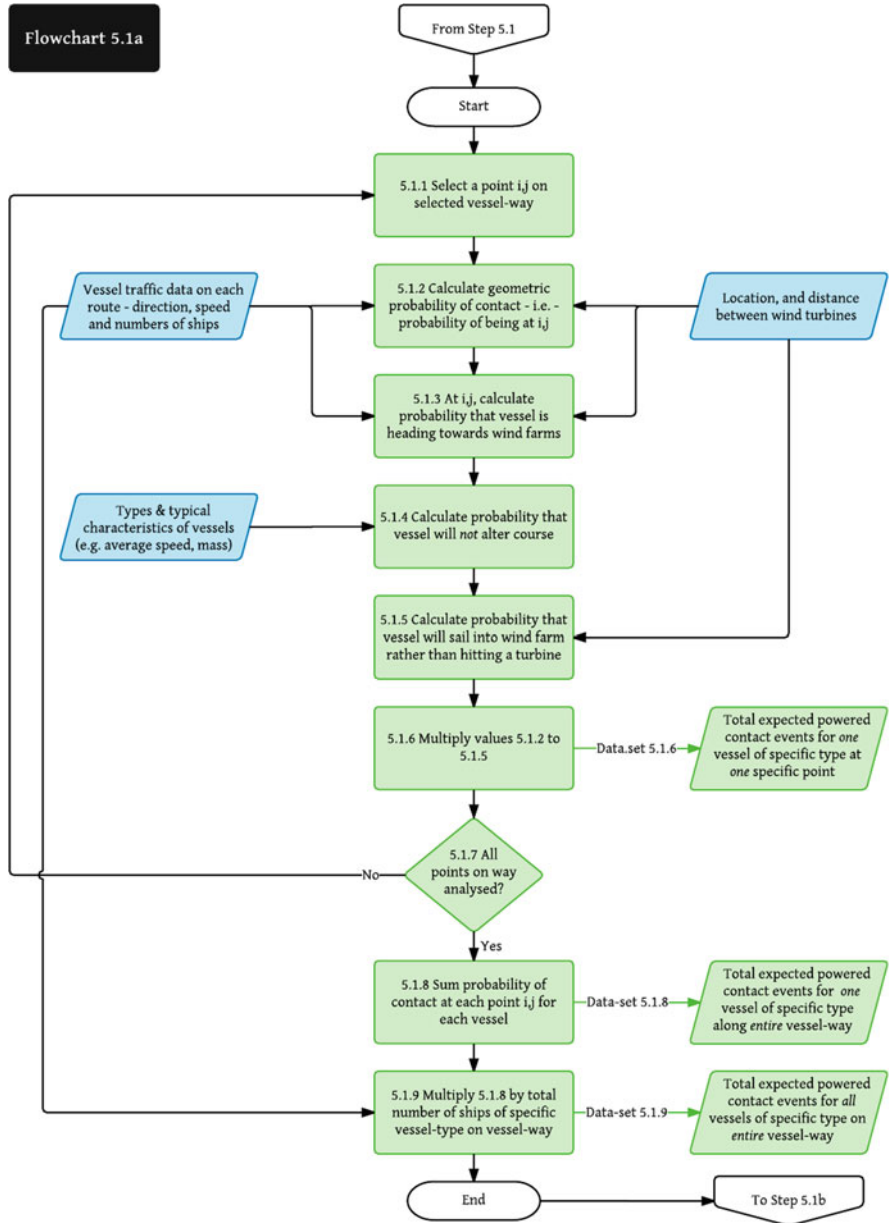 Flowchart 5.1a
From Step 5.1
Start
5.1.1 Select a point i,j on
selected vessel-way
Vessel traffic data on each
route - direction, speed
and numbers of ships
5.1.2 Calculate geometric
probability of contact - i.e. -
probability of being at i,j
Location, and distance
between wind turbines
5.1.3 At i,j, calculate
probability that vessel is
heading towards wind farms
Types & typical
characteristics of vessels
(e.g. average speed, mass)
5.1.4 Calculate probability that
vessel will not alter course
5.1.5 Calculate probability that
vessel will sail into wind farm
rather than hitting a turbine
5.1.6 Multiply values 5.1.2 to
5.1.5
Data.set 5.1.6
Total expected powered
contact events for one
vessel of specific type at
one specific point
5.1.7 All
points on way
analysed?
No
Yes
5.1.8 Sum probability of
contact at each point i,j for
each vessel
Data-set 5.1.8
Total expected powered
contact events for one
vessel of specific type
along entire vessel-way
5.1.9 Multiply 5.1.8 by total
number of ships of specific
vessel-type on vessel-way
Data-set 5.1.9
Total expected powered
contact events for all
vessels of specific type on
entire vessel-way
End
To Step 5.1b